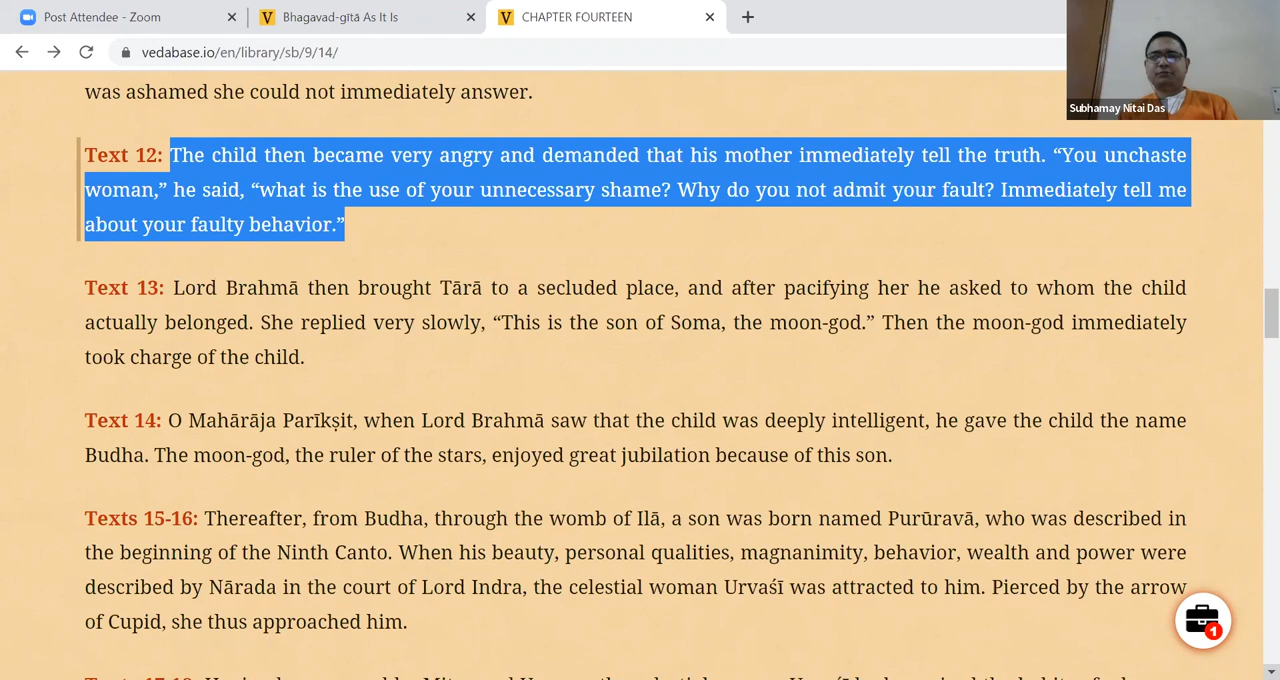 Post Attendee - Zoom
Bhagavad-gītā As It Is
CHAPTER FOURTEEN
vedabase.io/en/library/sb/9/14/
Subhamay Nitai Das
was ashamed she could not immediately answer.
Text 12: The child then became very angry and demanded that his mother immediately tell the truth. “You unchaste
woman,” he said, “what is the use of your unnecessary shame? Why do you not admit your fault? Immediately tell me
about your faulty behavior.”
Text 13: Lord Brahmā then brought Tārā to a secluded place, and after pacifying her he asked to whom the child
actually belonged. She replied very slowly, “This is the son of Soma, the moon-god.” Then the moon-god immediately
took charge of the child.
Text 14: O Mahārāja Parīkṣit, when Lord Brahmā saw that the child was deeply intelligent, he gave the child the name
Budha. The moon-god, the ruler of the stars, enjoyed great jubilation because of this son.
Texts 15-16: Thereafter, from Budha, through the womb of Ilā, a son was born named Purūravā, who was described in
the beginning of the Ninth Canto. When his beauty, personal qualities, magnanimity, behavior, wealth and power were
described by Nārada in the court of Lord Indra, the celestial woman Urvaśī was attracted to him. Pierced by the arrow
of Cupid, she thus approached him.
1